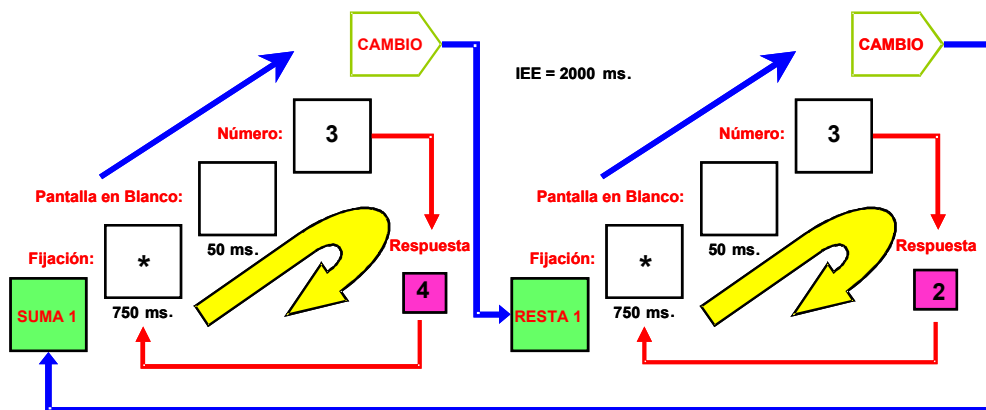 CAMBIO
IEE = 2000 ms.
Número:
3
Pantalla en Blanco:
50 ms.
Fijación:
*
750 ms.
Respuesta
4
SUMA 1
CAMBIO
Número:
3
Pantalla en Blanco:
50 ms.
Fijación:
*
750 ms.
Respuesta
2
RESTA 1